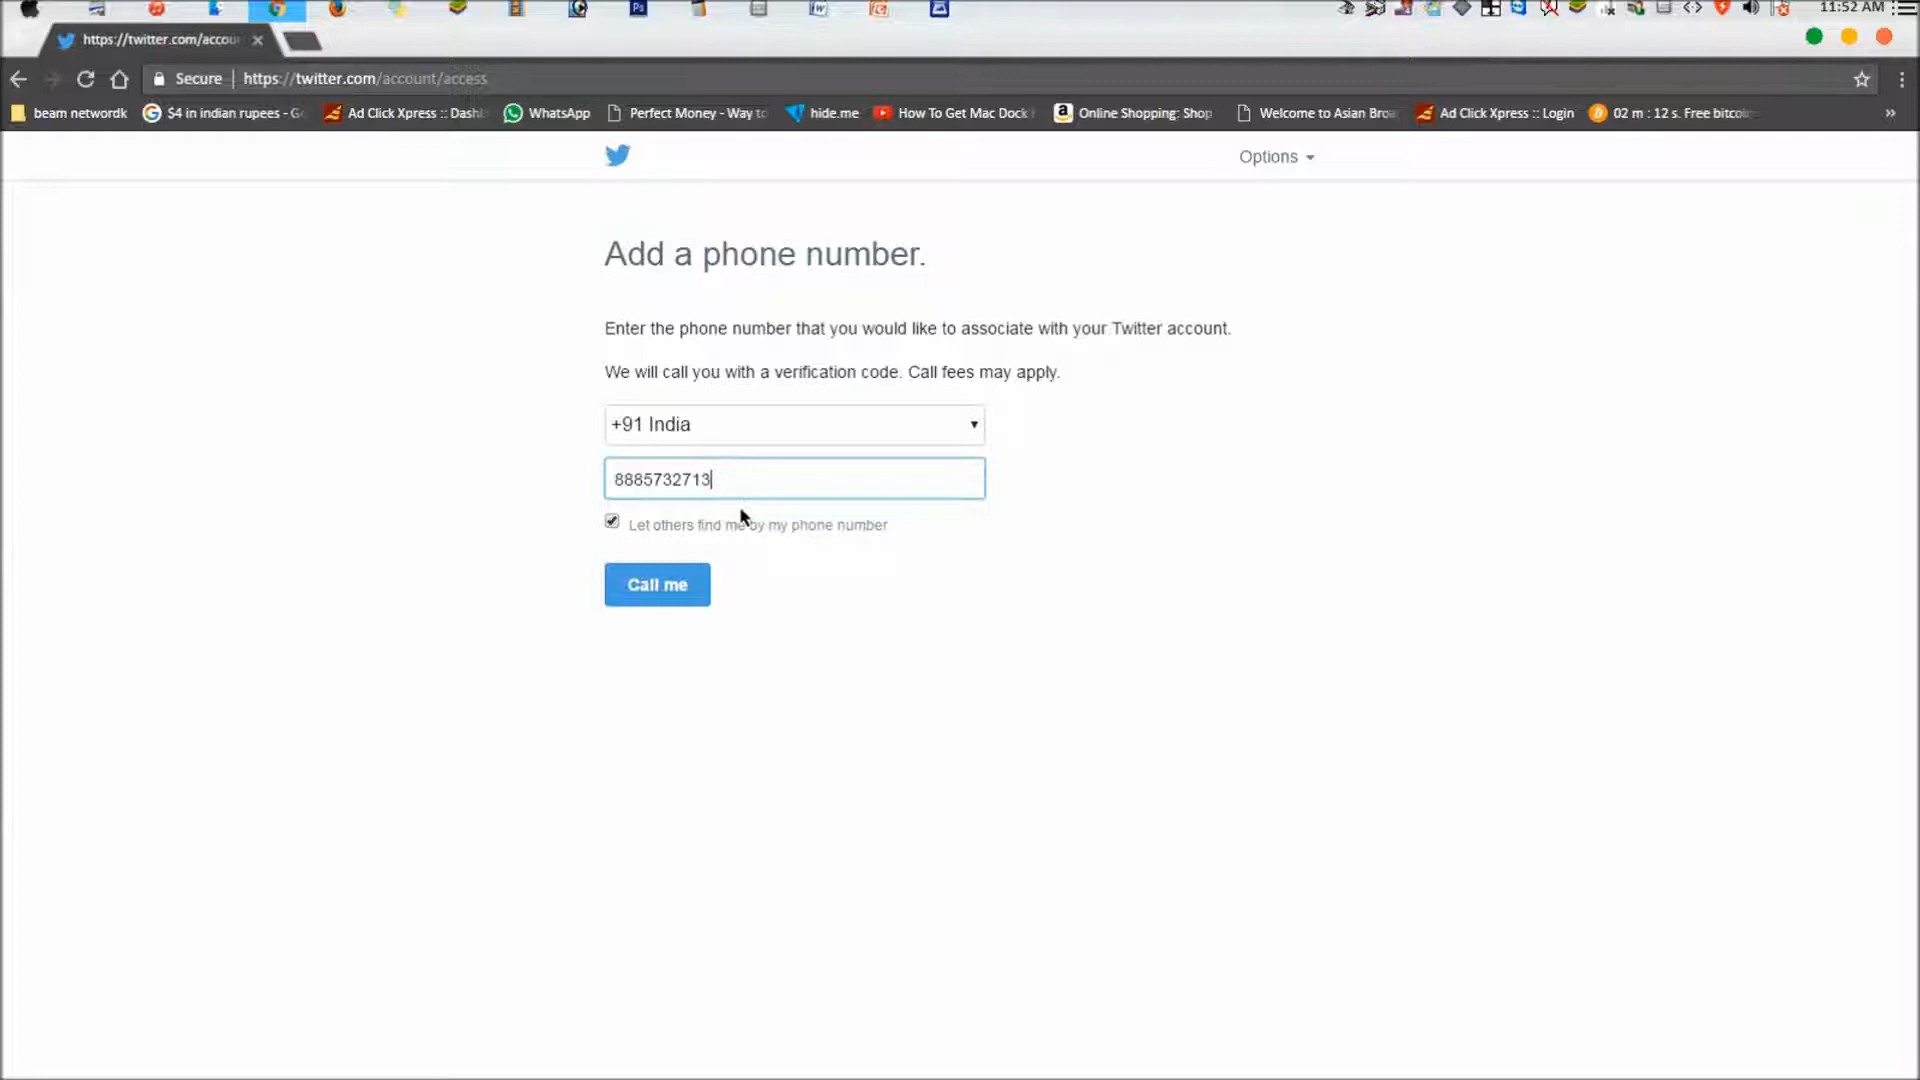 11:52 AM
https://twitter.com/accou
Secure https://twitter.com/account/access
beam networdk $4 in indian rupees - G Ad Click Xpress :: Dash WhatsApp Perfect Money - Way to hide.me How To Get Mac Dock Online Shopping: Shop Welcome to Asian Broa Ad Click Xpress :: Login 02 m : 12 s. Free bitcoi »
Options
Add a phone number.
Enter the phone number that you would like to associate with your Twitter account.
We will call you with a verification code. Call fees may apply.
+91 India
8885732713
Let others find me by my phone number
Call me